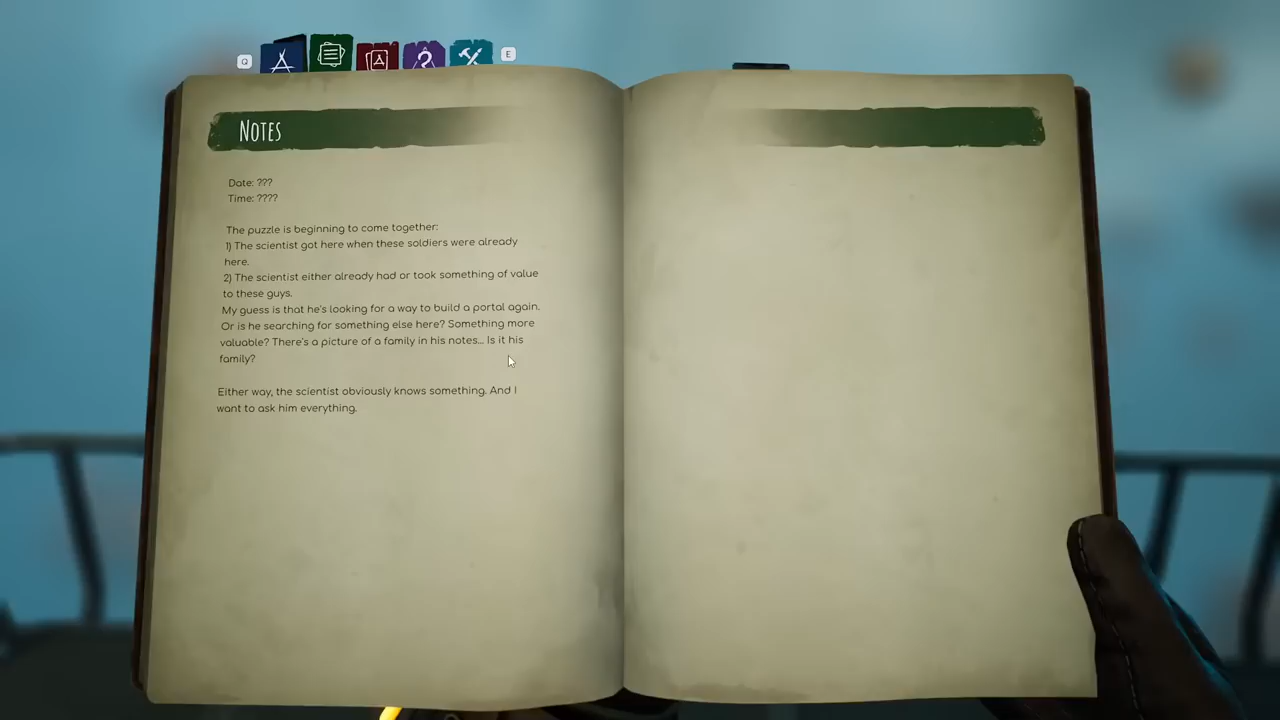 Q
E
Notes
Date: ???
Time: ????
The puzzle is beginning to come together:
1) The scientist got here when these soldiers were already
here.
2) The scientist either already had or took something of value
to these guys.
My guess is that he's looking for a way to build a portal again.
Or is he searching for something else here? Something more
valuable? There's a picture of a family in his notes... Is it his
family?
Either way, the scientist obviously knows something. And I
want to ask him everything.